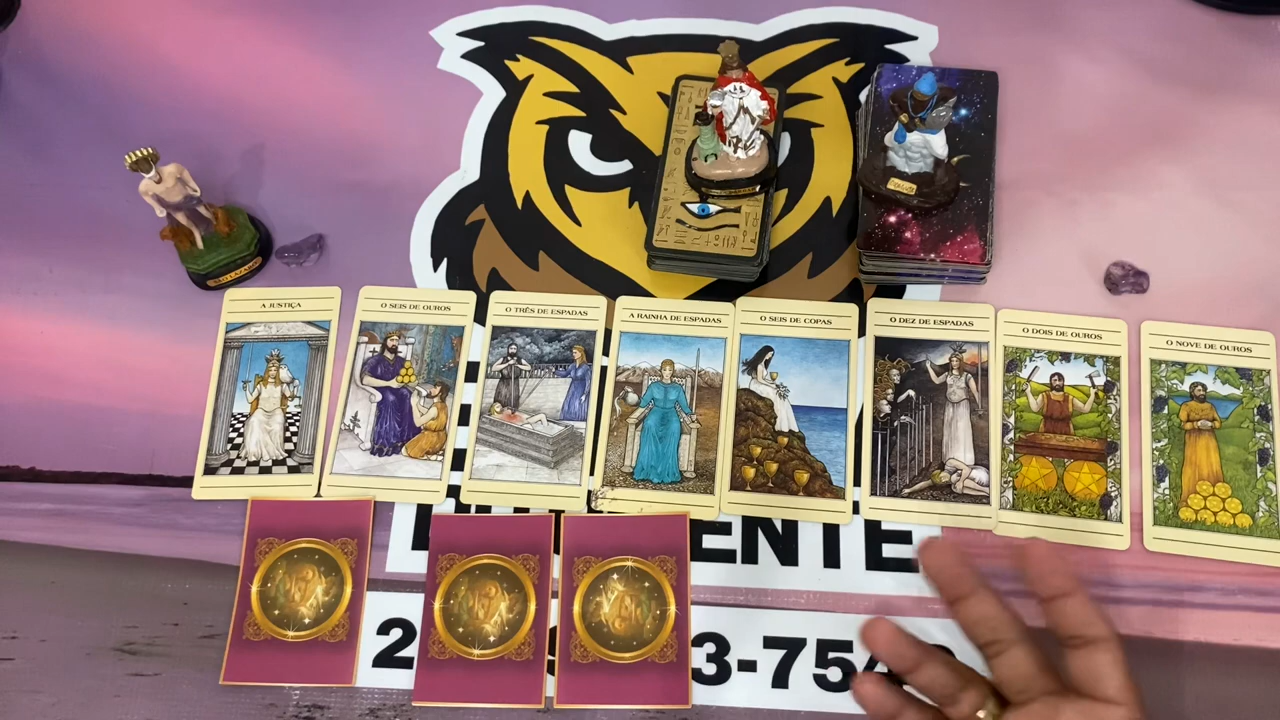 A JUSTIÇA
O SEIS DE OUROS
O TRÊS DE ESPADAS
A RAINHA DE ESPADAS
O SEIS DE COPAS
O DEZ DE ESPADAS
O DOIS DE OUROS
O NOVE DE OUROS
ENTE
2
3-75